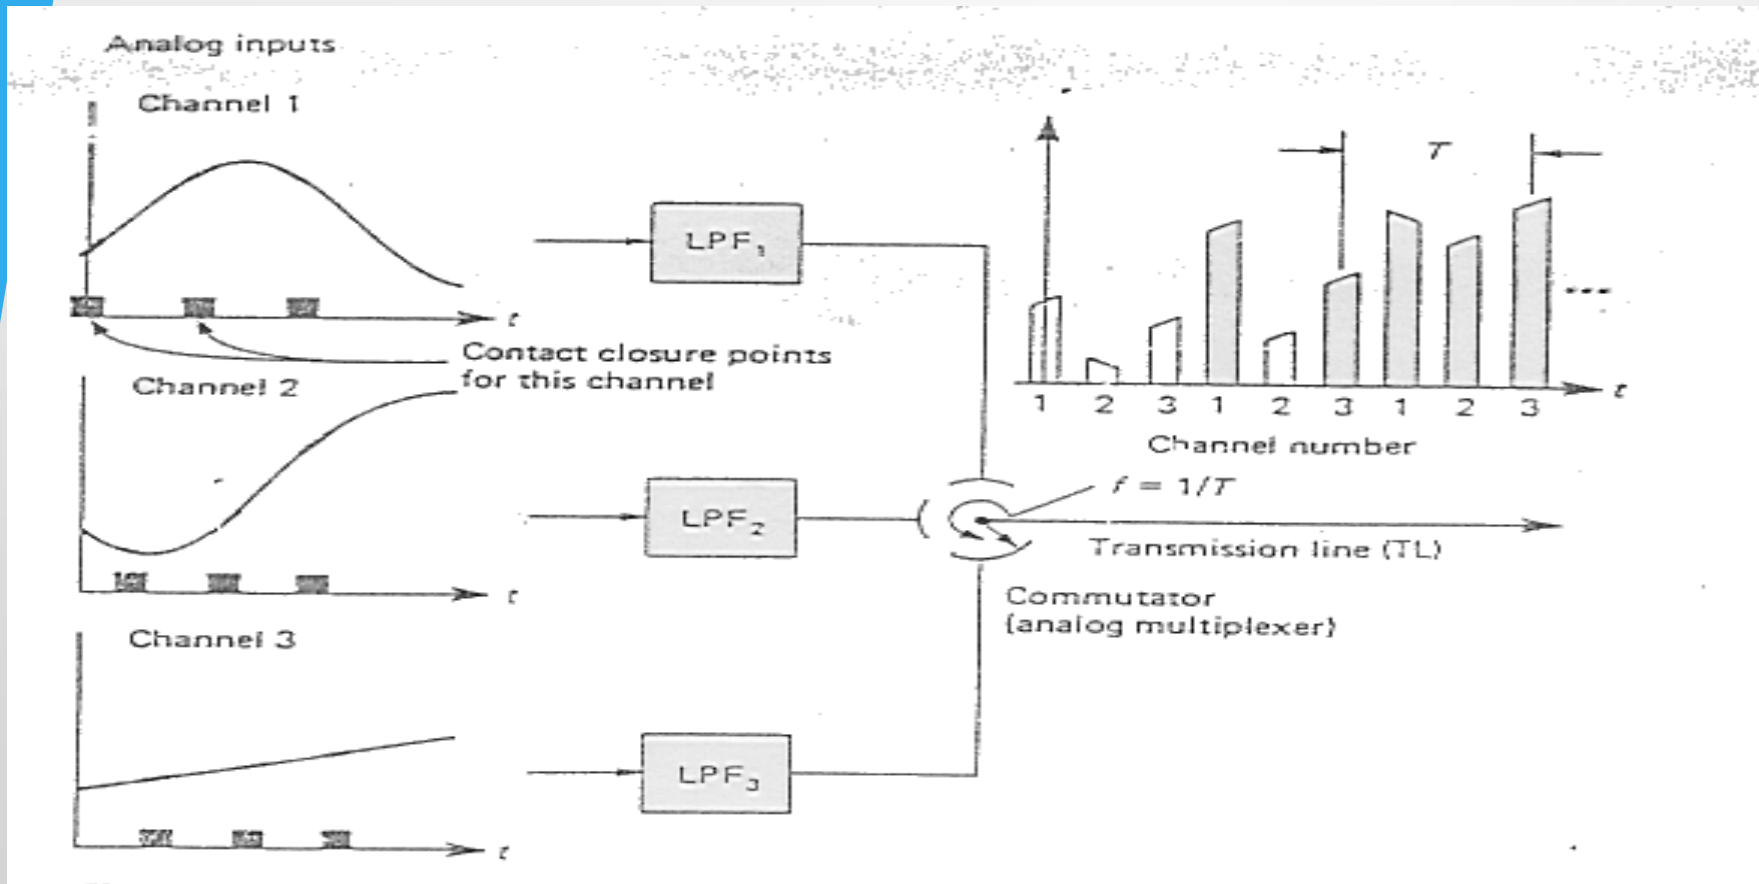 Analog inputs
Channel 1
t
Contact closure points
for this channel
Channel 2
t
Channel 3
t
LPF₁
LPF₂
LPF₃
T
...
t
1 2 3 1 2 3 1 2 3
Channel number
f = 1/T
Transmission line (TL)
Commutator
(analog multiplexer)